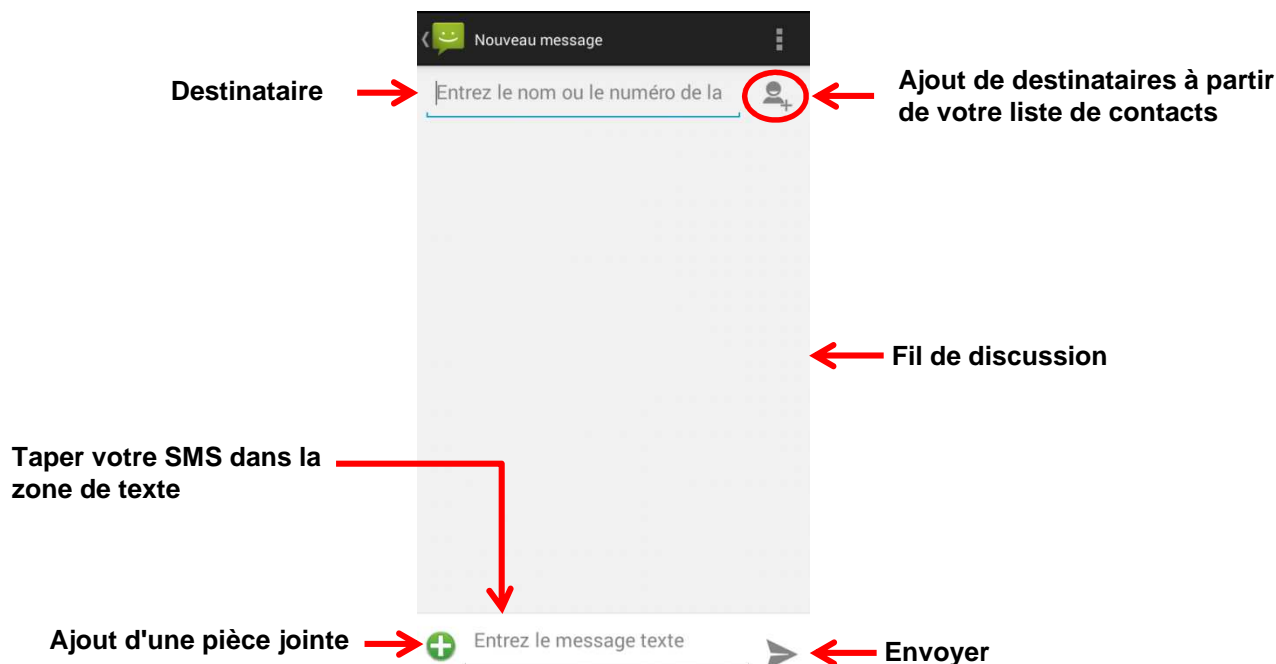 Nouveau message
Destinataire
Entrez le nom ou le numéro de la
Ajout de destinataires à partir
de votre liste de contacts
Fil de discussion
Taper votre SMS dans la
zone de texte
Ajout d'une pièce jointe
Entrez le message texte
Envoyer